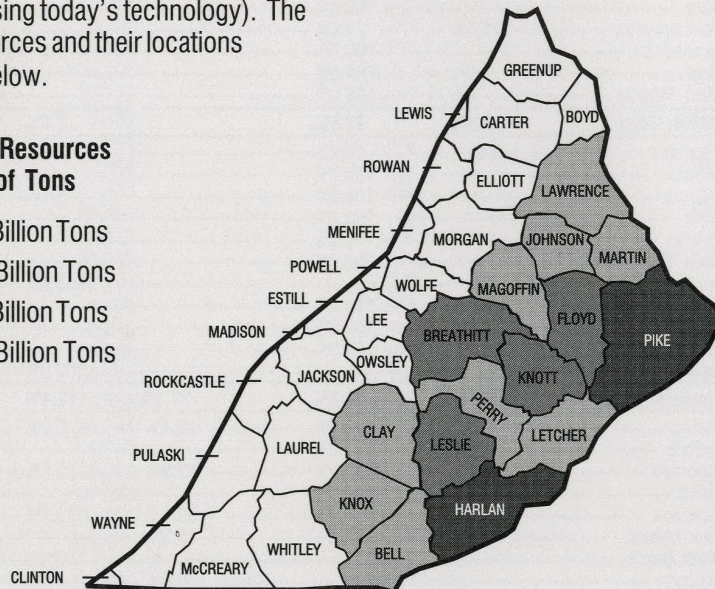 sing today's technology). The
rces and their locations
elow.
Resources
of Tons
Billion Tons
Billion Tons
Billion Tons
Billion Tons
GREENUP
LEWIS
CARTER
BOYD
ROWAN
ELLIOTT
LAWRENCE
MENIFEE
MORGAN
JOHNSON
MARTIN
POWELL
WOLFE
MAGOFFIN
ESTILL
LEE
FLOYD
MADISON
BREATHITT
PIKE
OWSLEY
JACKSON
KNOTT
ROCKCASTLE
PERRY
CLAY
LETCHER
LAUREL
LESLIE
PULASKI
KNOX
HARLAN
WAYNE
WHITLEY
BELL
McCREARY
CLINTON